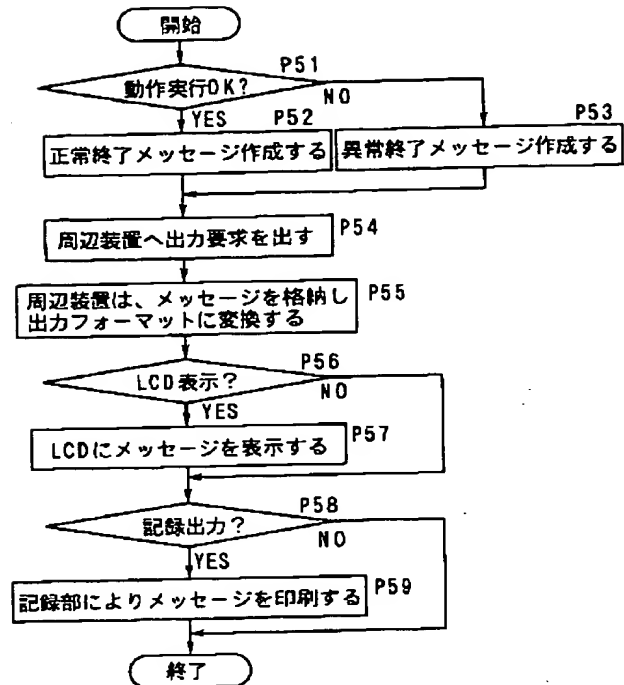 開始
P51
動作実行OK?
NO
YES
P52
P53
正常終了メッセージ作成する
異常終了メッセージ作成する
周辺装置へ出力要求を出す
P54
周辺装置は、メッセージを格納し
出力フォーマットに変換する
P55
P56
LCD表示?
NO
YES
P57
LCDにメッセージを表示する
P58
記録出力?
NO
YES
P59
記録部によりメッセージを印刷する
終了